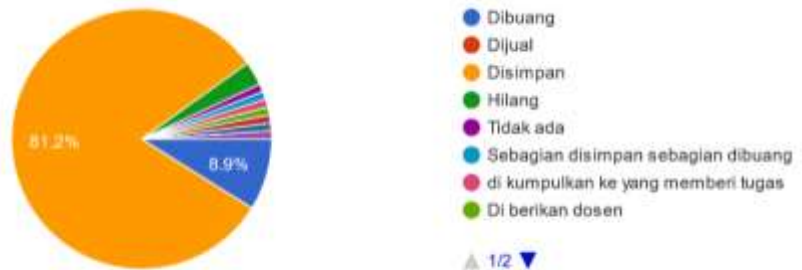 81.2%
8.9%
Dibuang
Dijual
Disimpan
Hilang
Tidak ada
Sebagian disimpan sebagian dibuang
di kumpulkan ke yang memberi tugas
Di berikan dosen
1/2